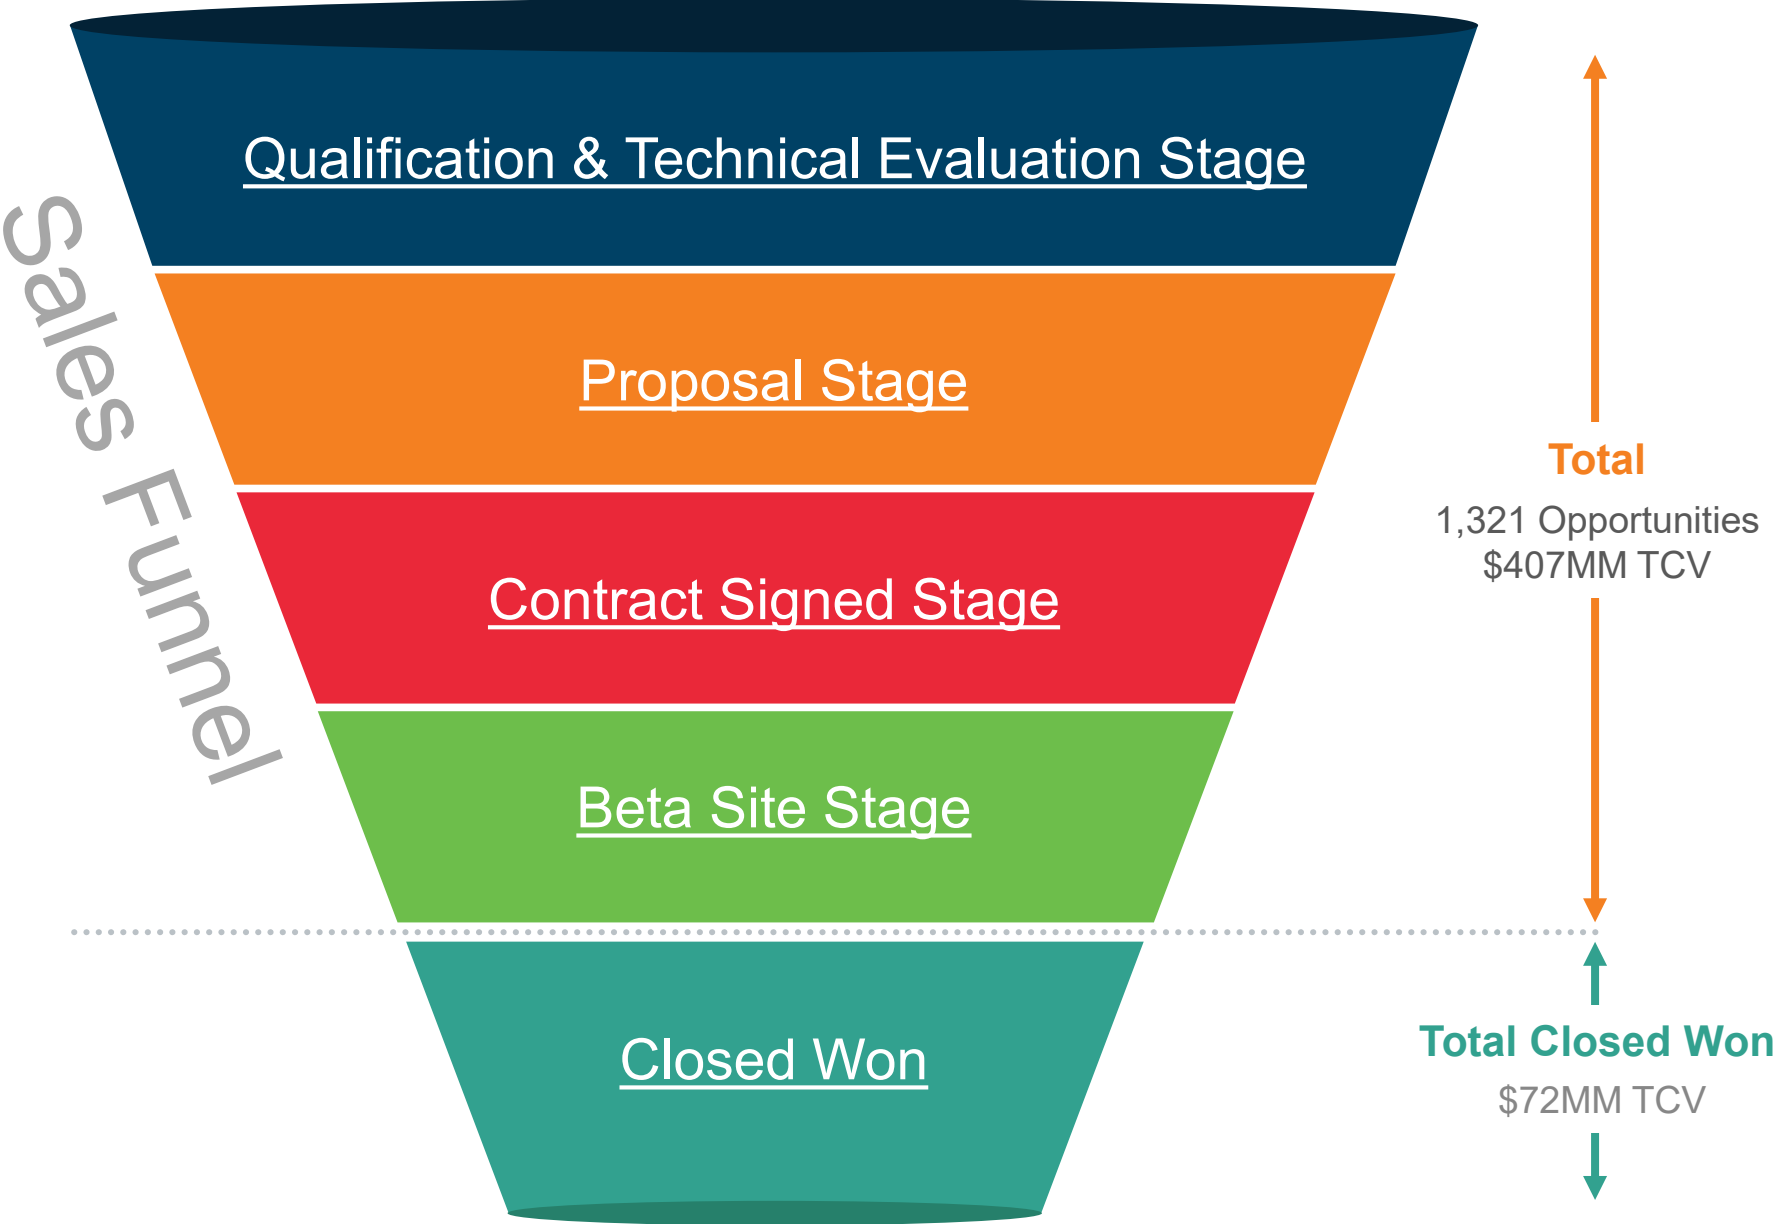 Sales Funnel
Qualification & Technical Evaluation Stage
Proposal Stage
Contract Signed Stage
Beta Site Stage
Closed Won
Total
1,321 Opportunities
$407MM TCV
Total Closed Won
$72MM TCV